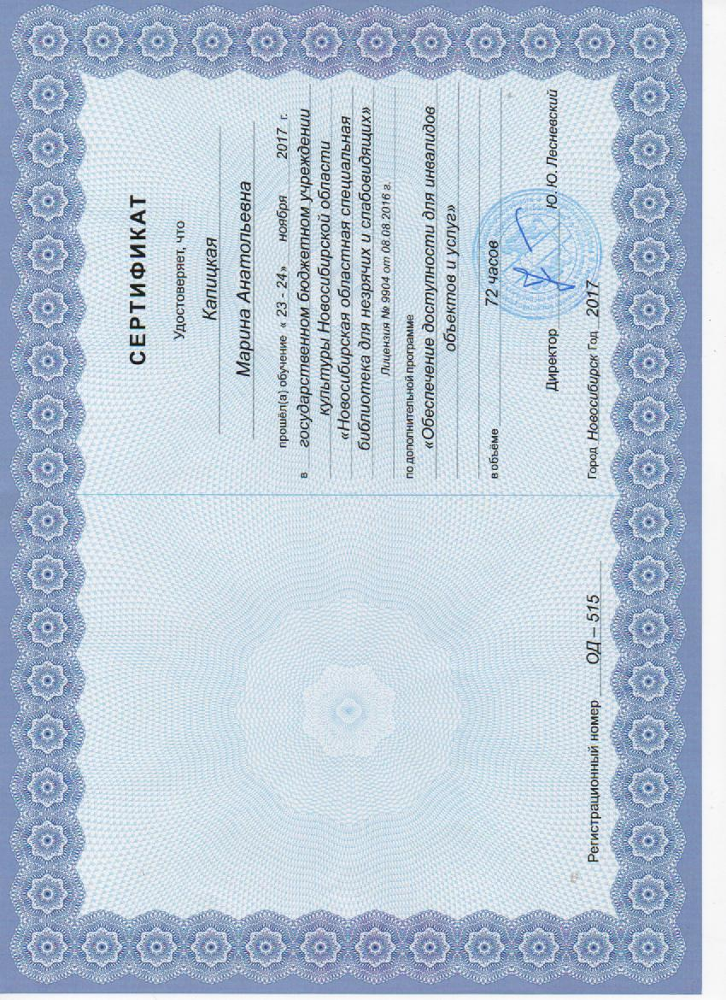 СЕРТИФИКАТ
Удостоверяет, что
Капицкая
Марина Анатольевна
прошёл(а) обучение « 23 - 24» ноября 2017 г.
в государственном бюджетном учреждении
культуры Новосибирской области
«Новосибирская областная специальная
библиотека для незрячих и слабовидящих»
Лицензия № 9904 от 08.08.2016 г.
по дополнительной программе
«Обеспечение доступности для инвалидов
объектов и услуг»
в объёме 72 часов
Директор Ю. Ю. Лесневский
Город Новосибирск Год 2017
Регистрационный номер ОД – 515